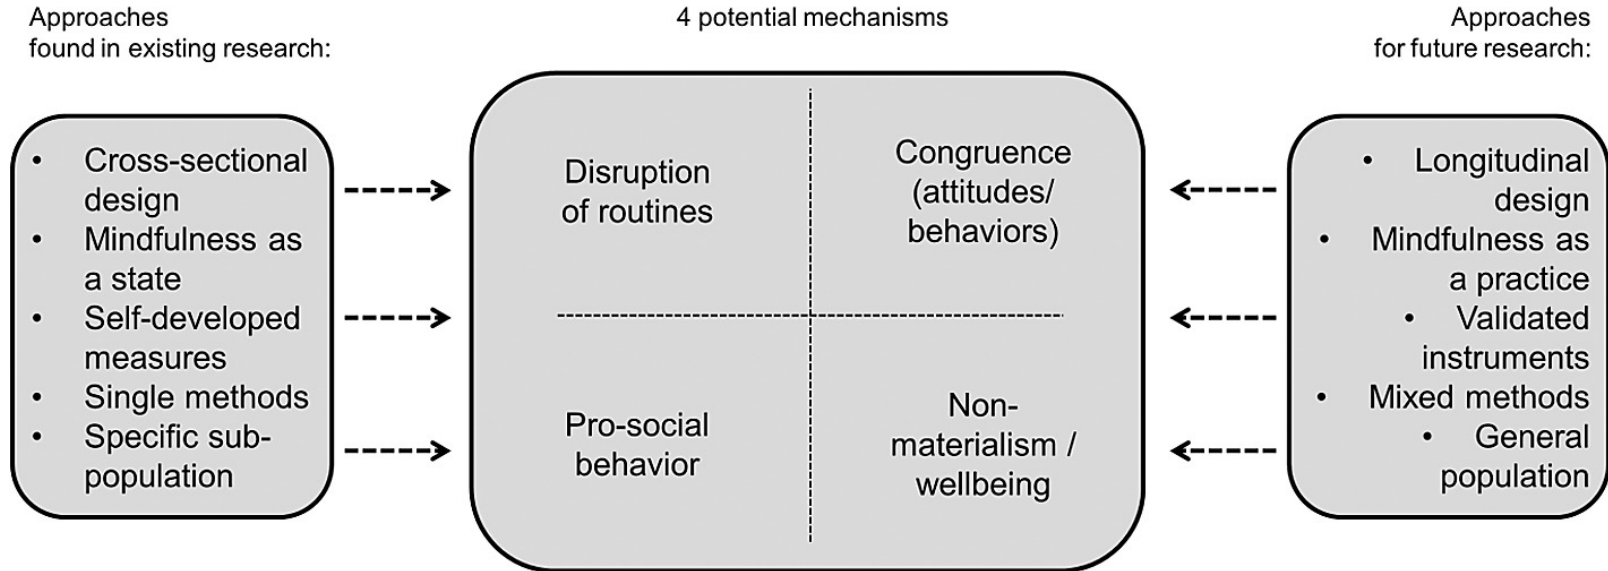 Approaches
found in existing research:
• Cross-sectional
design
• Mindfulness as
a state
• Self-developed
measures
• Single methods
• Specific sub-
population
4 potential mechanisms
Disruption
of routines
Congruence
(attitudes/
behaviors)
Pro-social
behavior
Non-
materialism /
wellbeing
Approaches
for future research:
• Longitudinal
design
• Mindfulness as
a practice
• Validated
instruments
• Mixed methods
• General
population